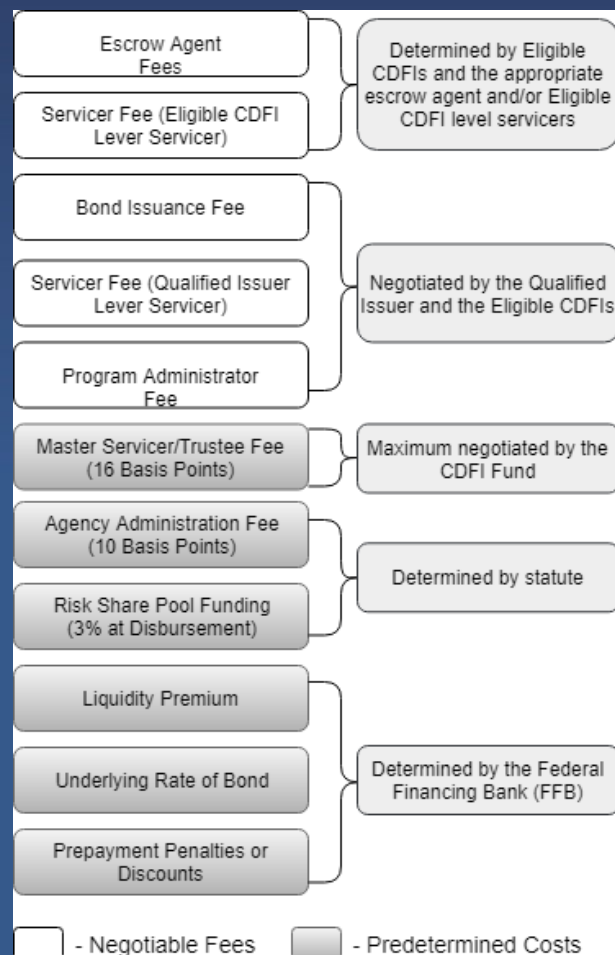 Escrow Agent
Fees
Servicer Fee (Eligible CDFI
Lever Servicer)
Determined by Eligible
CDFIs and the appropriate
escrow agent and/or Eligible
CDFI level servicers
Bond Issuance Fee
Servicer Fee (Qualified Issuer
Lever Servicer)
Program Administrator
Fee
Negotiated by the Qualified
Issuer and the Eligible CDFIs
Master Servicer/Trustee Fee
(16 Basis Points)
Maximum negotiated by the
CDFI Fund
Agency Administration Fee
(10 Basis Points)
Risk Share Pool Funding
(3% at Disbursement)
Determined by statute
Liquidity Premium
Underlying Rate of Bond
Prepayment Penalties or
Discounts
Determined by the Federal
Financing Bank (FFB)
- Negotiable Fees
- Predetermined Costs